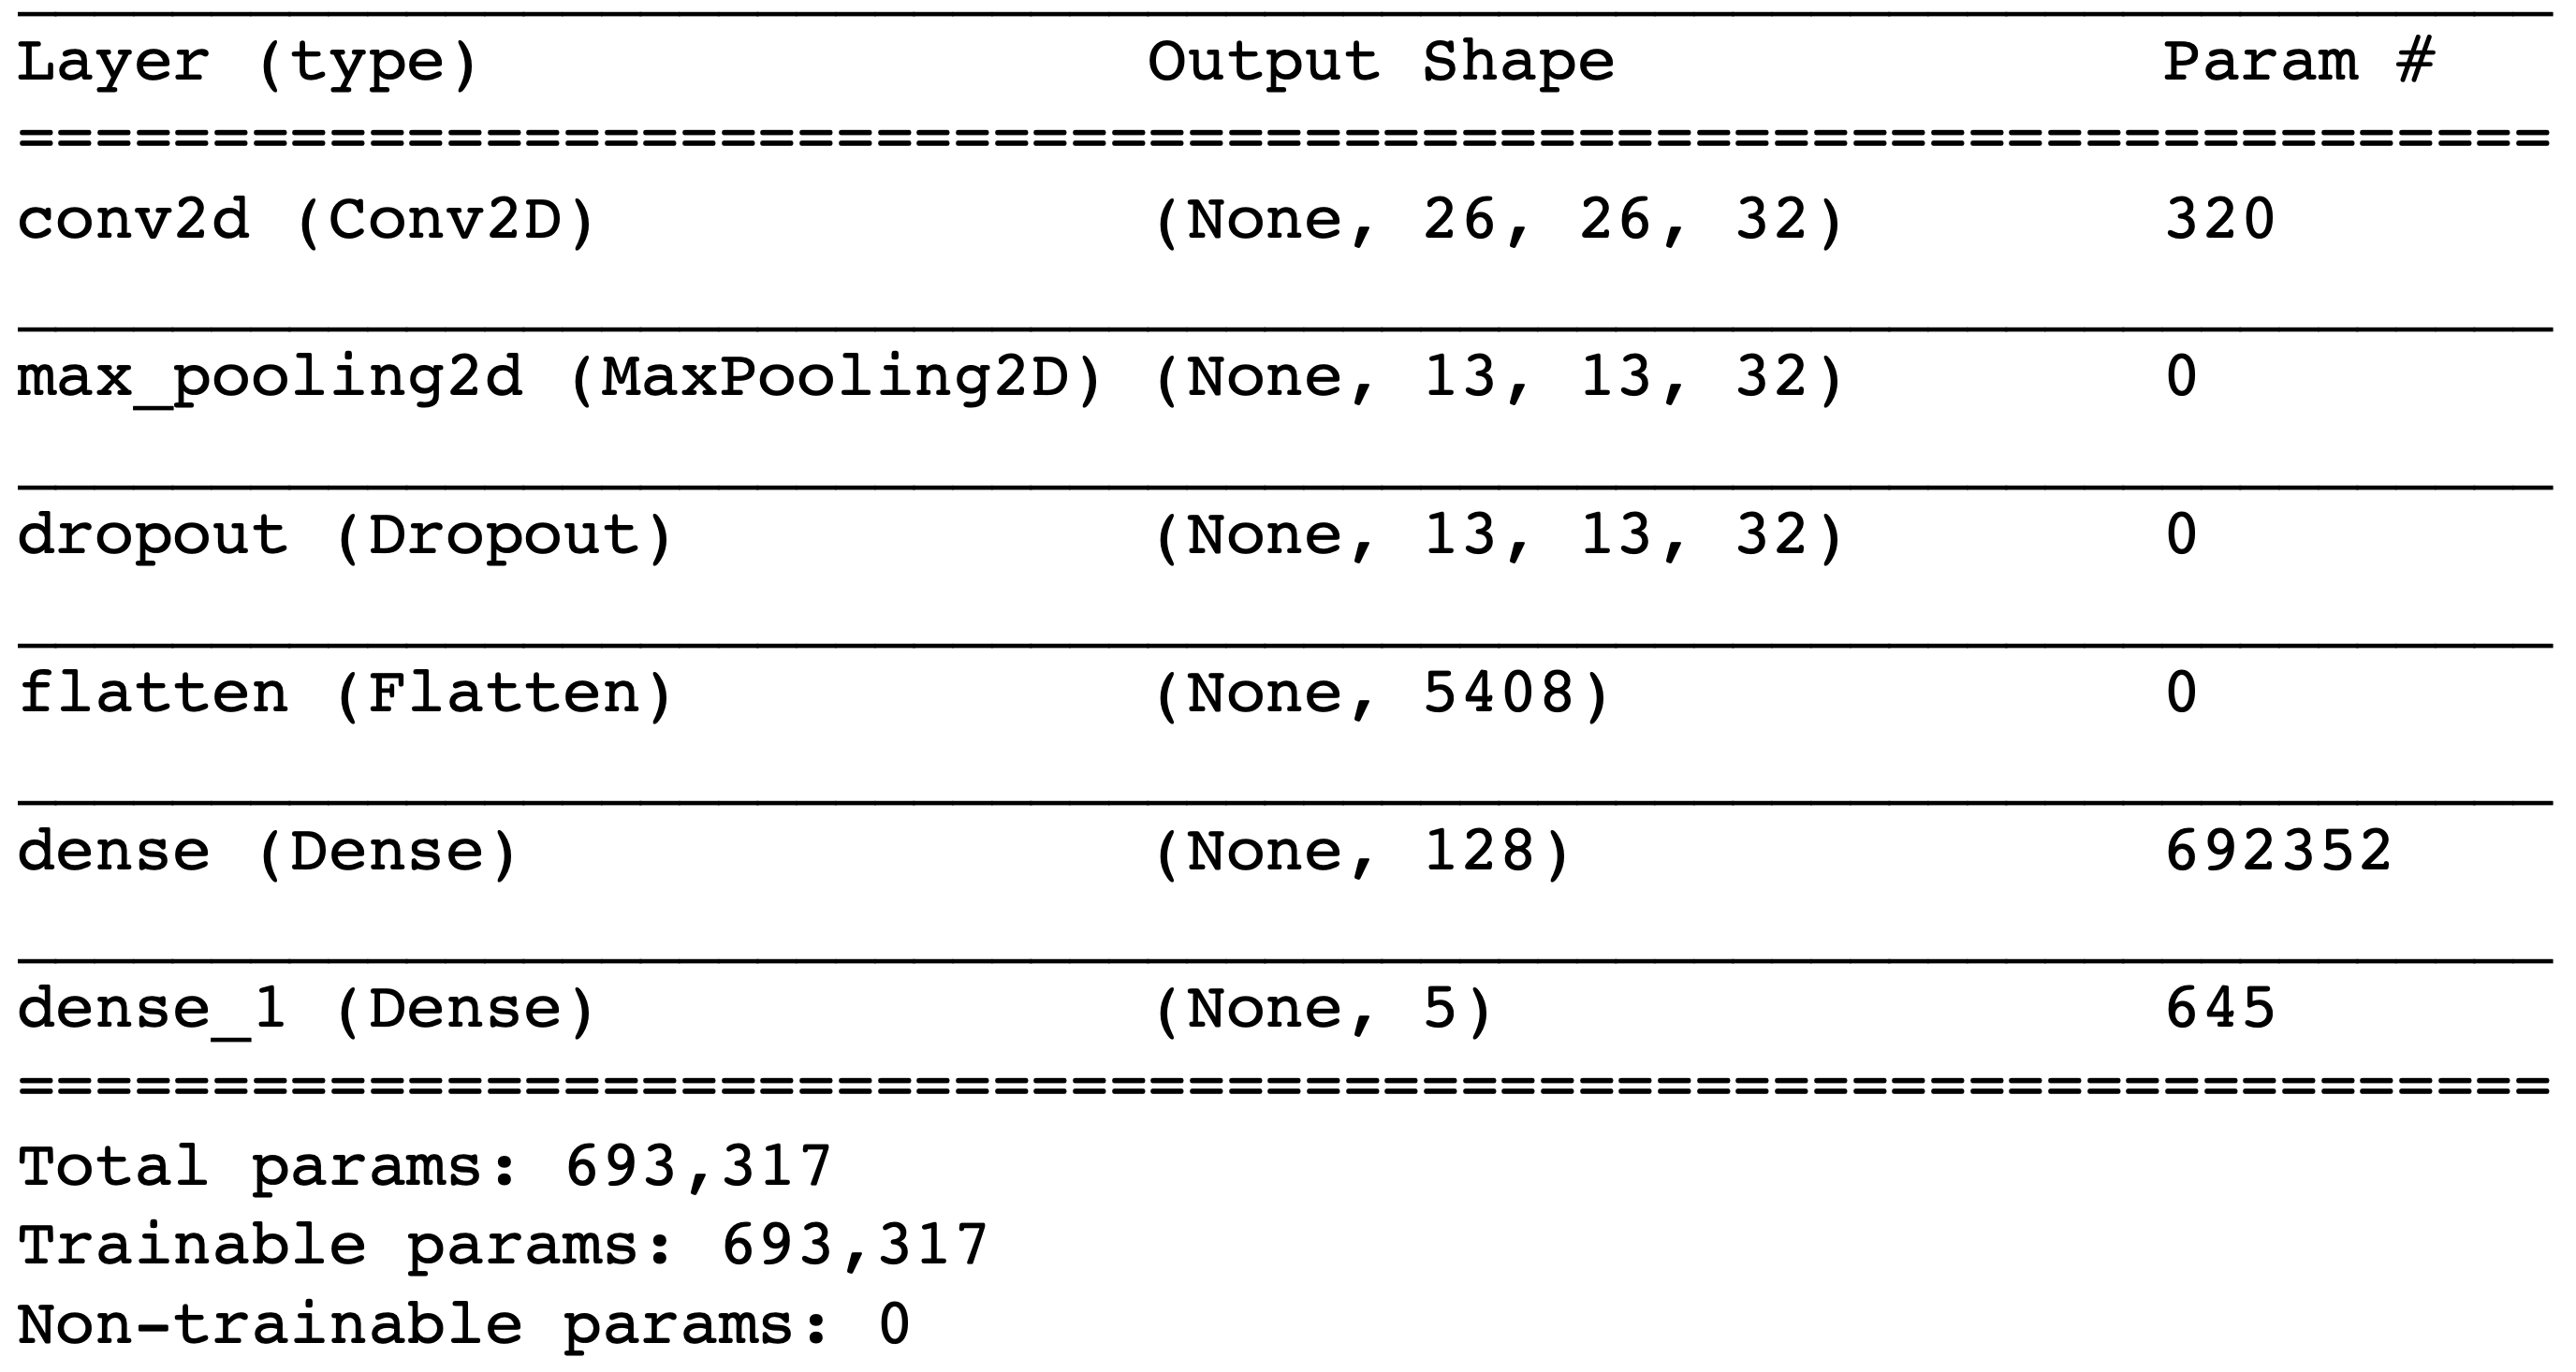 Layer (type) Output Shape Param #
=================================================================
conv2d (Conv2D) (None, 26, 26, 32) 320
max_pooling2d (MaxPooling2D) (None, 13, 13, 32) 0
dropout (Dropout) (None, 13, 13, 32) 0
flatten (Flatten) (None, 5408) 0
dense (Dense) (None, 128) 692352
dense_1 (Dense) (None, 5) 645
=================================================================
Total params: 693,317
Trainable params: 693,317
Non-trainable params: 0